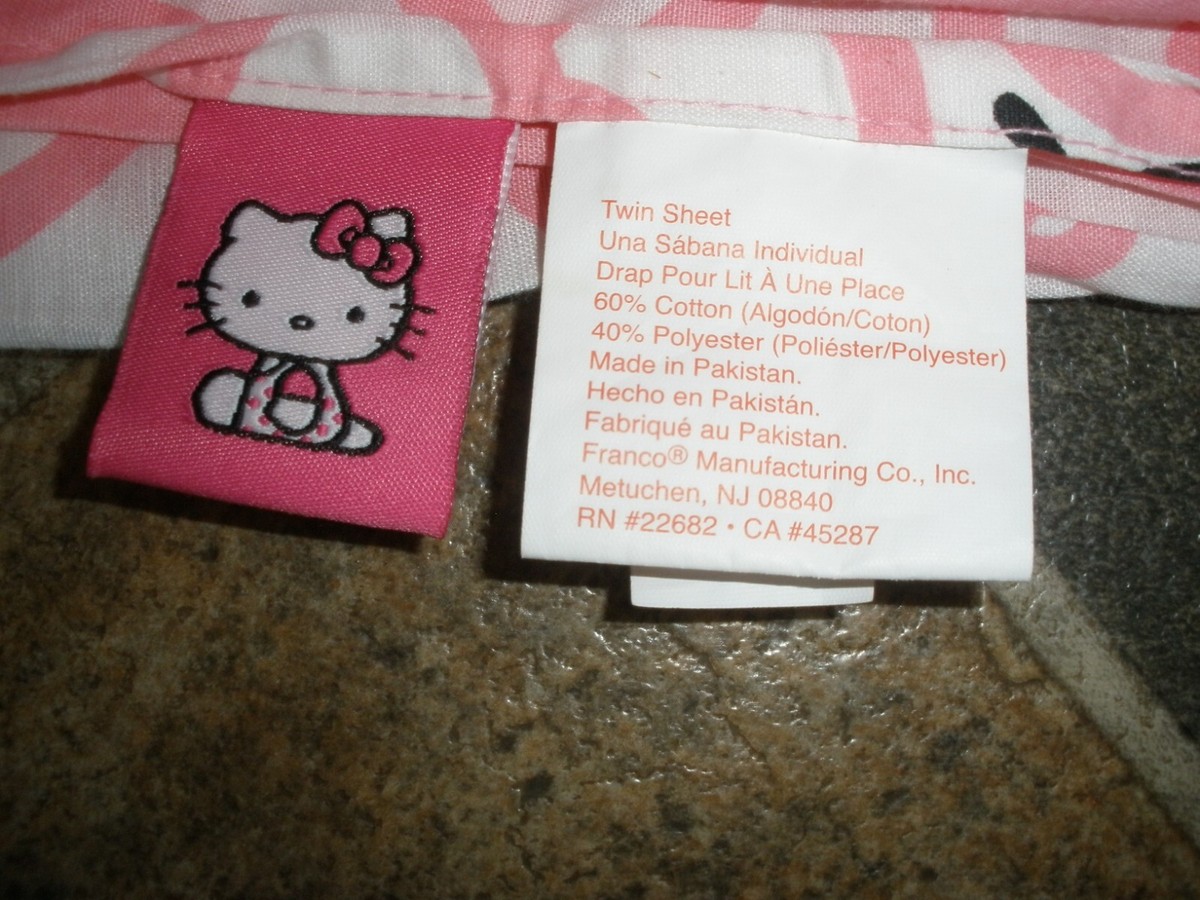 Twin Sheet
Una Sábana Individual
Drap Pour Lit À Une Place
60% Cotton (Algodón/Coton)
40% Polyester (Poliéster/Polyester)
Made in Pakistan.
Hecho en Pakistán.
Fabriqué au Pakistan.
Franco® Manufacturing Co., Inc.
Metuchen, NJ 08840
RN #22682 • CA #45287